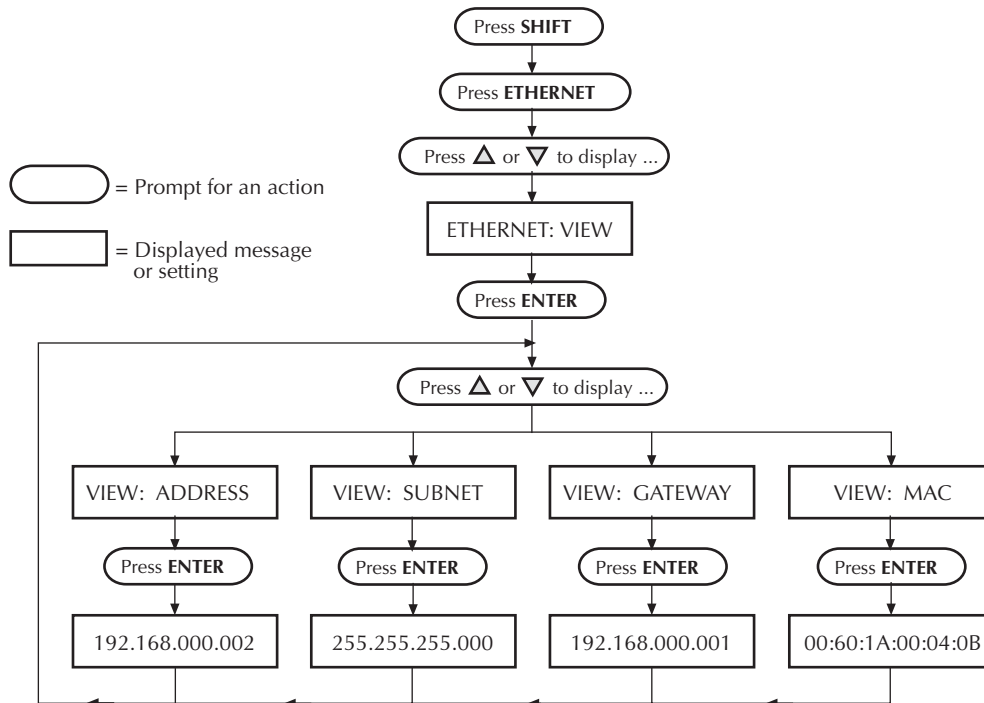 Press SHIFT
Press ETHERNET
Press △ or ▽ to display ...
= Prompt for an action
= Displayed message
or setting
ETHERNET: VIEW
Press ENTER
Press △ or ▽ to display ...
VIEW: ADDRESS
VIEW: SUBNET
VIEW: GATEWAY
VIEW: MAC
Press ENTER
Press ENTER
Press ENTER
Press ENTER
192.168.000.002
255.255.255.000
192.168.000.001
00:60:1A:00:04:0B